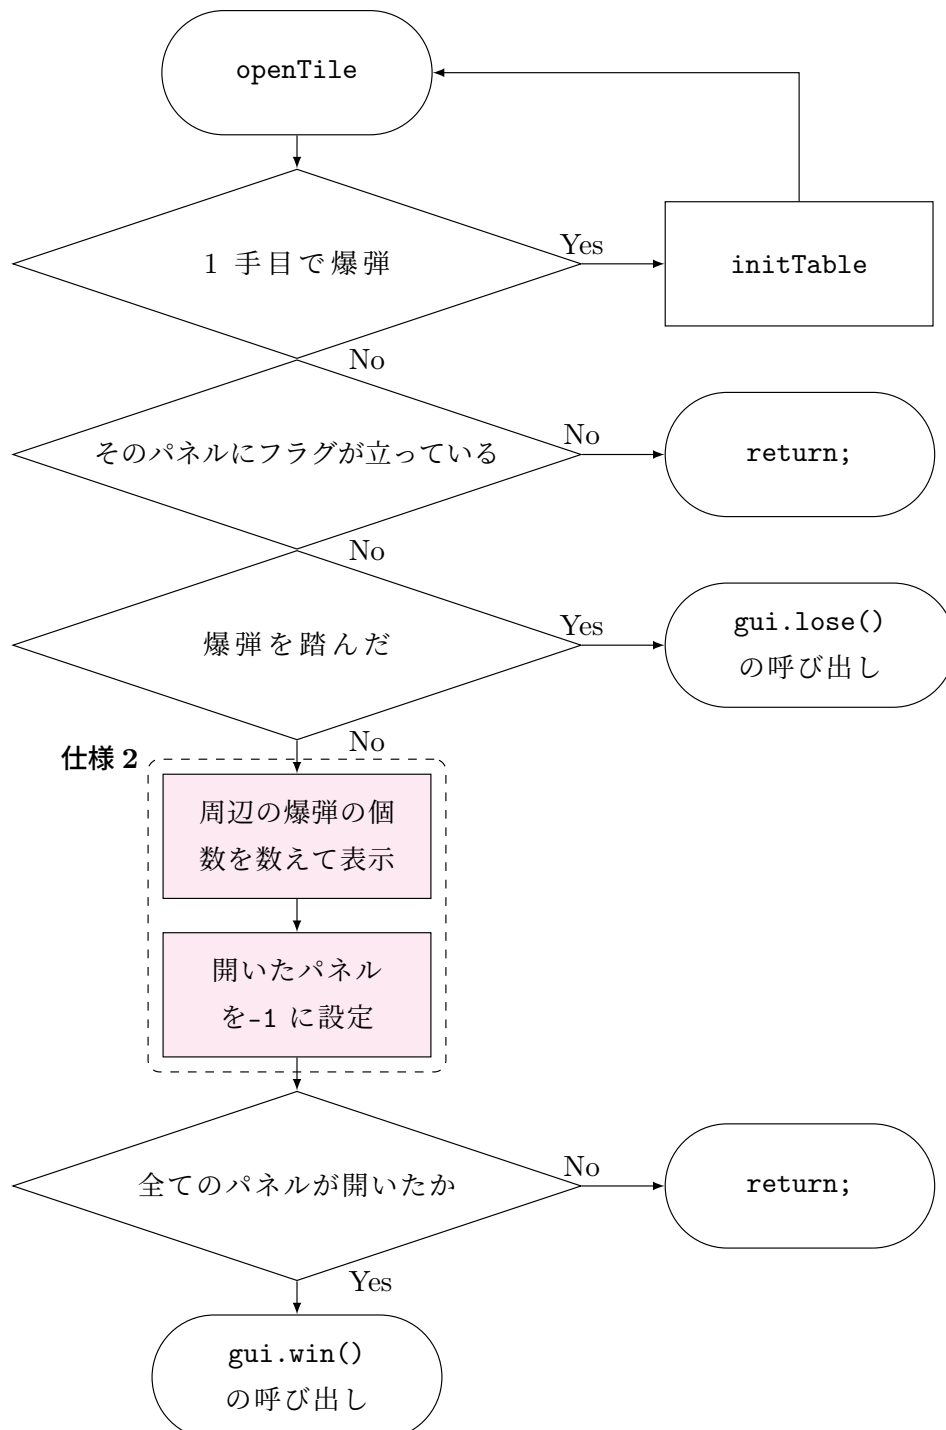 openTile
1 手目で爆弾
Yes
initTable
No
そのパネルにフラグが立っている
No
return;
No
爆弾を踏んだ
Yes
gui.lose()
の呼び出し
No
仕様 2
周辺の爆弾の個
数を数えて表示
開いたパネル
を-1 に設定
全てのパネルが開いたか
No
return;
Yes
gui.win()
の呼び出し